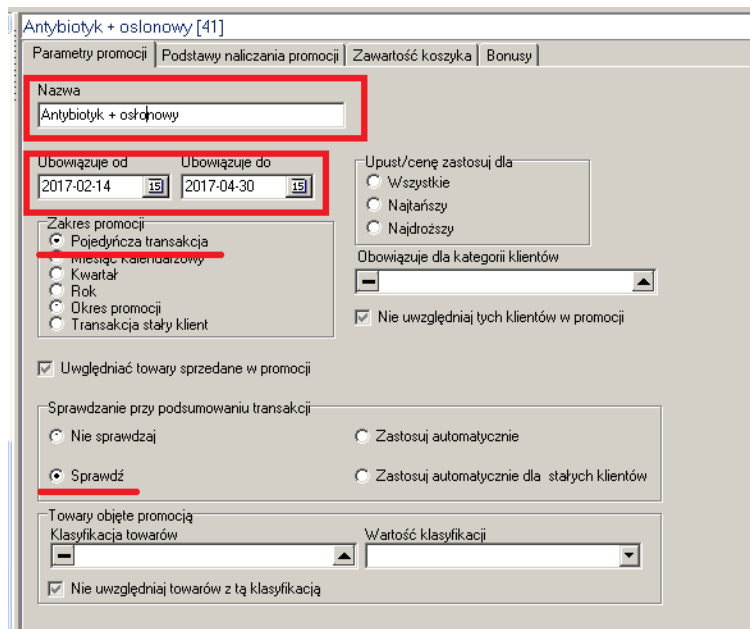 Antybiotyk + oslonowy [41]
Parametry promocji Podstawy naliczania promocji Zawartość koszyka Bonusy
Nazwa
Antybiotyk + osłonowy
Ubowiązuje od Ubowiązuje do
2017-02-14 15 2017-04-30 15
Upust/cenę zastosuj dla
Wszystkie
Najtańszy
Najdroższy
Zakres promocji
Pojedyńcza transakcja
Miesiąc kalendarzowy
Kwartał
Rok
Okres promocji
Transakcja stały klient
Obowiązuje dla kategorii klientów
Nie uwzględniaj tych klientów w promocji
Uwględniać towary sprzedane w promocji
Sprawdzanie przy podsumowaniu transakcji
Nie sprawdzaj Zastosuj automatycznie
Sprawdź Zastosuj automatycznie dla stałych klientów
Towary objęte promocją
Klasyfikacja towarów Wartość klasyfikacji
Nie uwzględniaj towarów z tą klasyfikacją